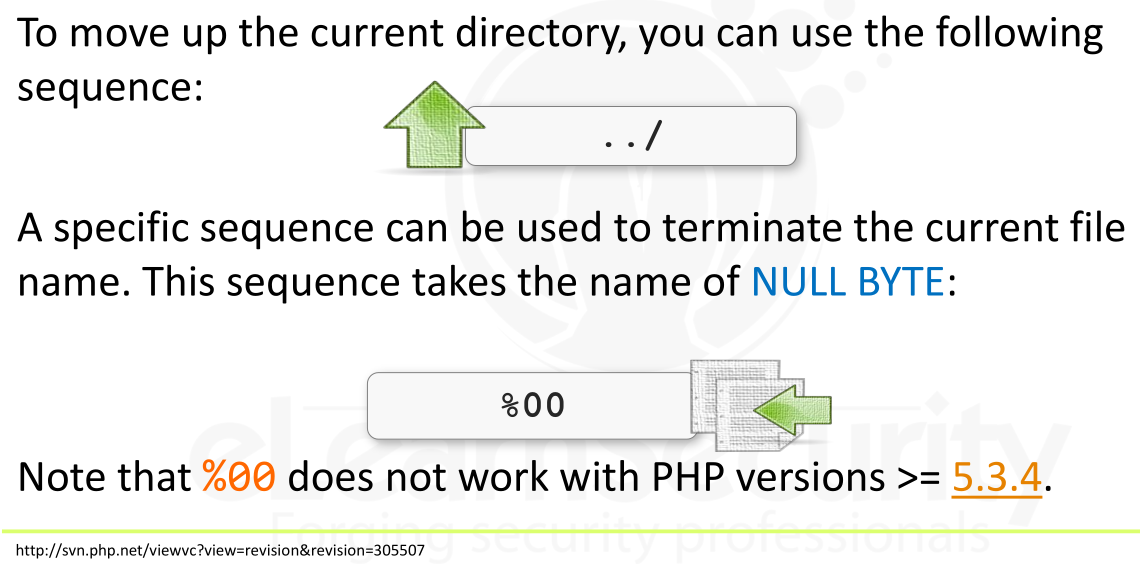 To move up the current directory, you can use the following
sequence:
../
A specific sequence can be used to terminate the current file
name. This sequence takes the name of NULL BYTE:
%00
eLearnSecurity
Note that %00 does not work with PHP versions >= 5.3.4.
Forging security professionals
http://svn.php.net/viewvc?view=revision&revision=305507